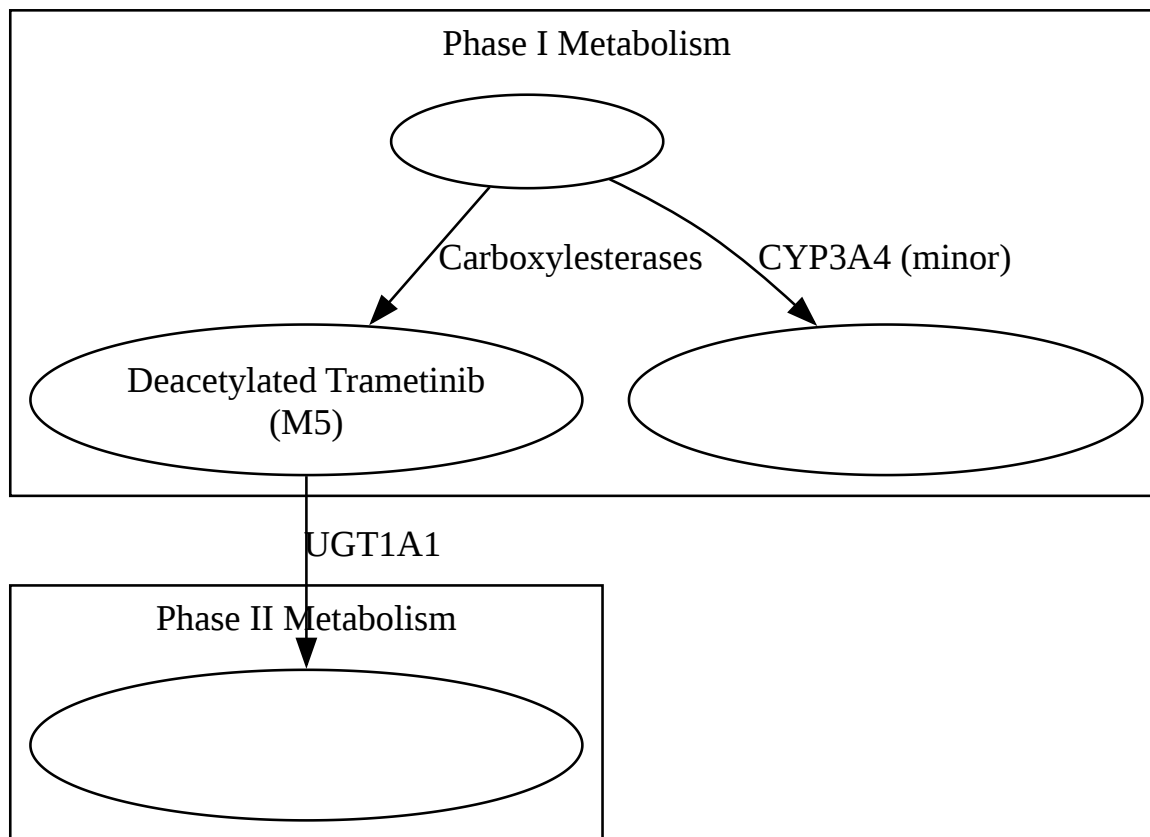 Phase I Metabolism
Carboxylesterases
CYP3A4 (minor)
Deacetylated Trametinib
(M5)
UGT1A1
Phase II Metabolism